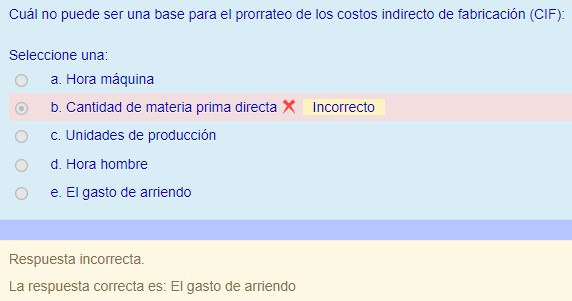 Cuál no puede ser una base para el prorrateo de los costos indirecto de fabricación (CIF):
Seleccione una:
a. Hora máquina
b. Cantidad de materia prima directa Incorrecto
c. Unidades de producción
d. Hora hombre
e. El gasto de arriendo
Respuesta incorrecta.
La respuesta correcta es: El gasto de arriendo